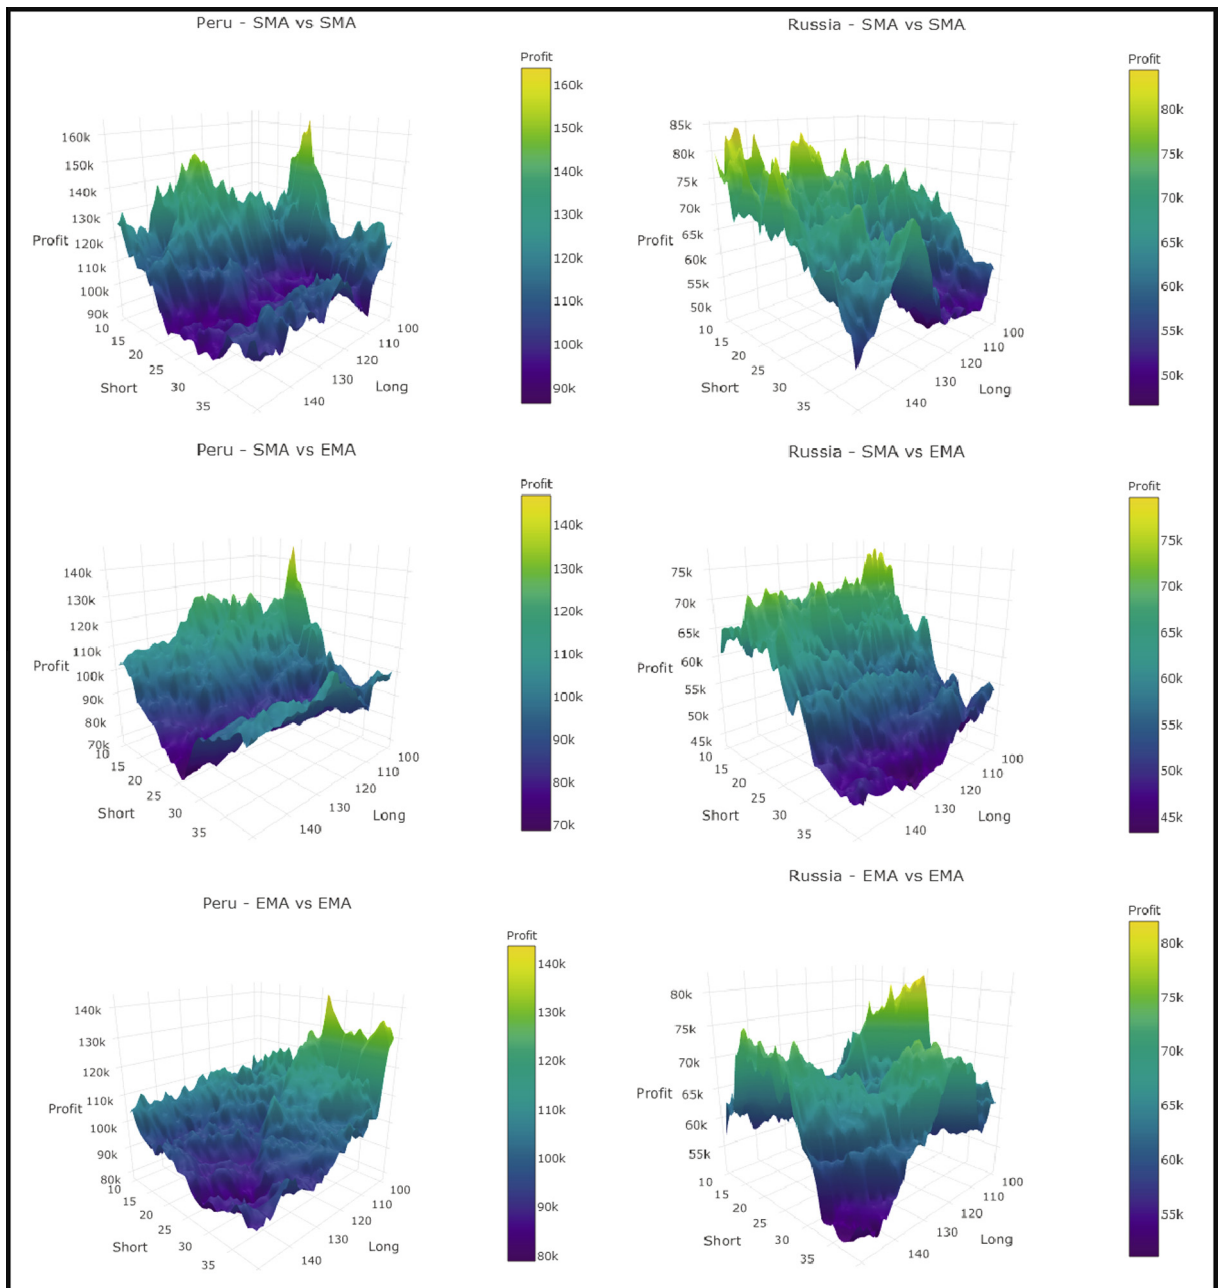 Peru - SMA vs SMA
Profit
160k
150k
140k
130k
120k
110k
100k
90k
160k
150k
140k
130k
Profit 120k
110k
100k
90k
10
15
20
25
30
35
Short
100
110
120
130
140
Long
Russia - SMA vs SMA
Profit
80k
75k
70k
65k
60k
55k
50k
85k
80k
75k
70k
Profit 65k
60k
55k
50k
10
15
20
25
30
35
Short
100
110
120
130
140
Long
Peru - SMA vs EMA
Profit
140k
130k
120k
110k
100k
90k
80k
70k
140k
130k
120k
110k
Profit 100k
90k
80k
70k
10
15
20
25
30
35
Short
100
110
120
130
140
Long
Russia - SMA vs EMA
Profit
75k
70k
65k
60k
55k
50k
45k
75k
70k
65k
Profit 60k
55k
50k
45k
10
15
20
25
30
35
Short
100
110
120
130
140
Long
Peru - EMA vs EMA
Profit
140k
130k
120k
110k
100k
90k
80k
140k
130k
120k
Profit 110k
100k
90k
80k
10
15
20
25
30
35
Short
100
110
120
130
140
Long
Russia - EMA vs EMA
Profit
80k
75k
70k
65k
60k
55k
80k
75k
70k
Profit 65k
60k
55k
10
15
20
25
30
35
Short
100
110
120
130
140
Long